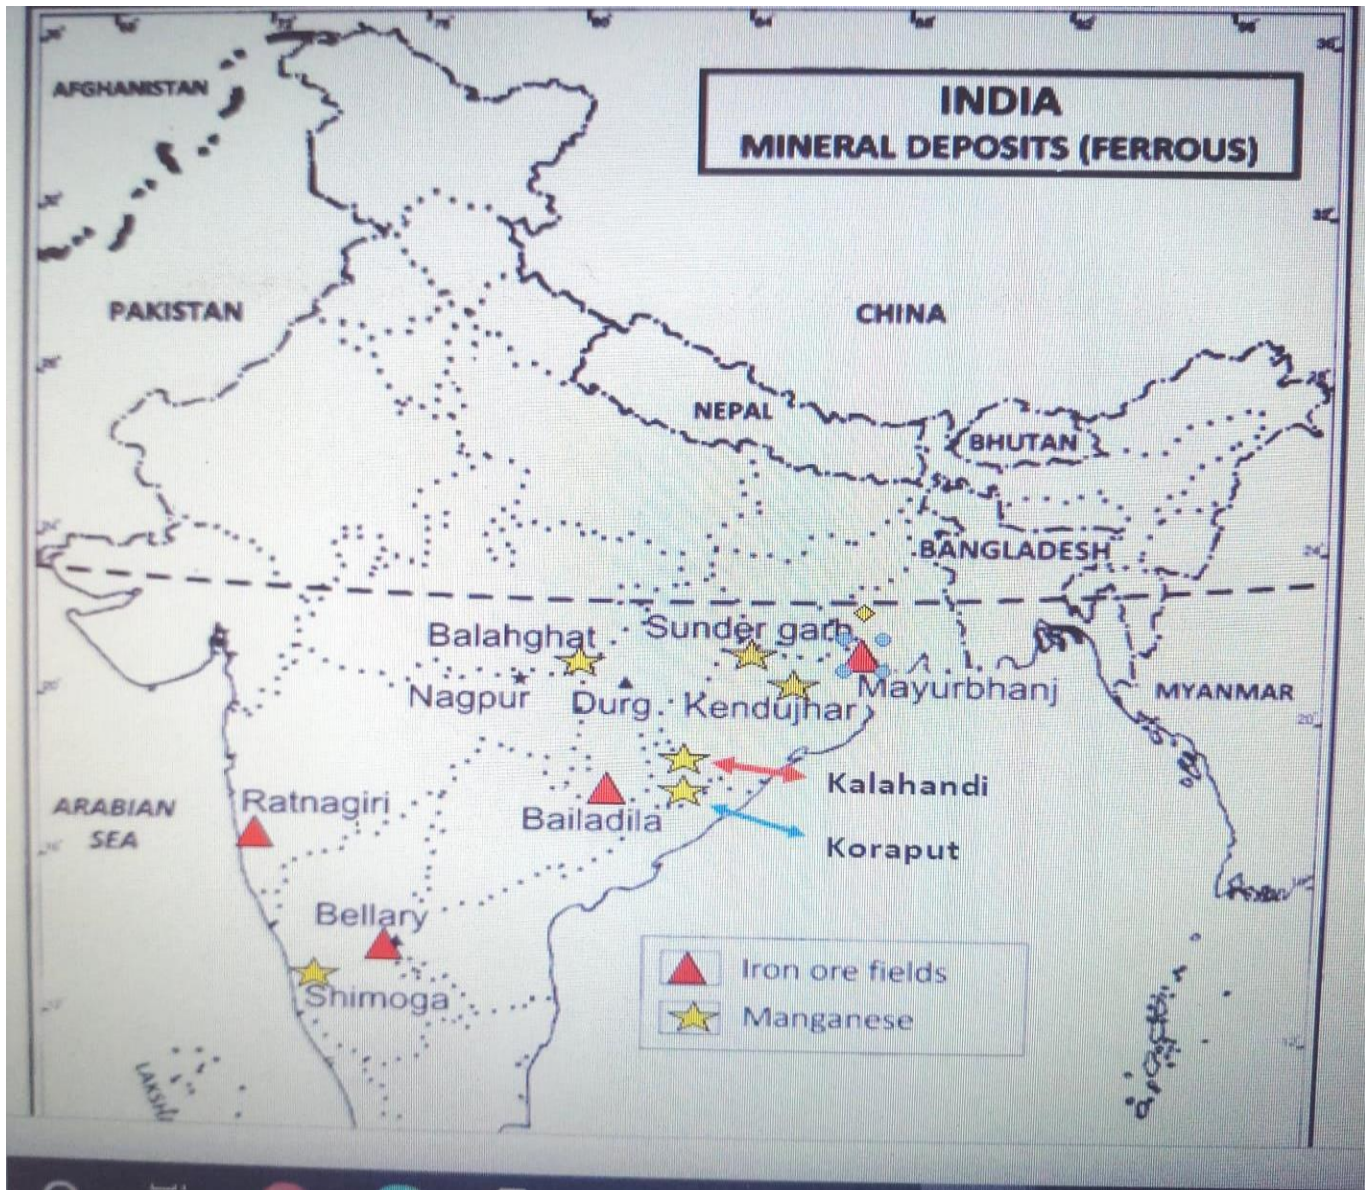 AFGHANISTAN
INDIA
MINERAL DEPOSITS (FERROUS)
PAKISTAN
CHINA
NEPAL
BHUTAN
BANGLADESH
Balahghat
Sunder garh
Nagpur
Durg
Kendujhar
Mayurbhanj
MYANMAR
ARABIAN
SEA
Ratnagiri
Bailadila
Kalahandi
Koraput
Bellary
Shimoga
Iron ore fields
Manganese